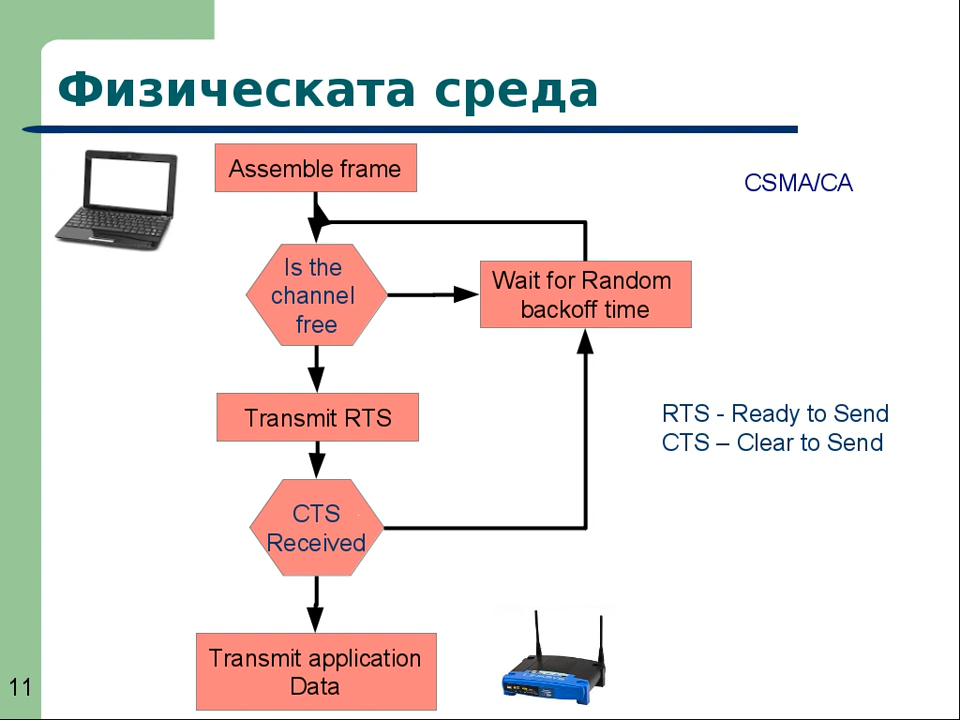 Физическата среда
Assemble frame
CSMA/CA
Is the
channel
free
Wait for Random
backoff time
Transmit RTS
RTS - Ready to Send
CTS – Clear to Send
CTS
Received
Transmit application
Data
11